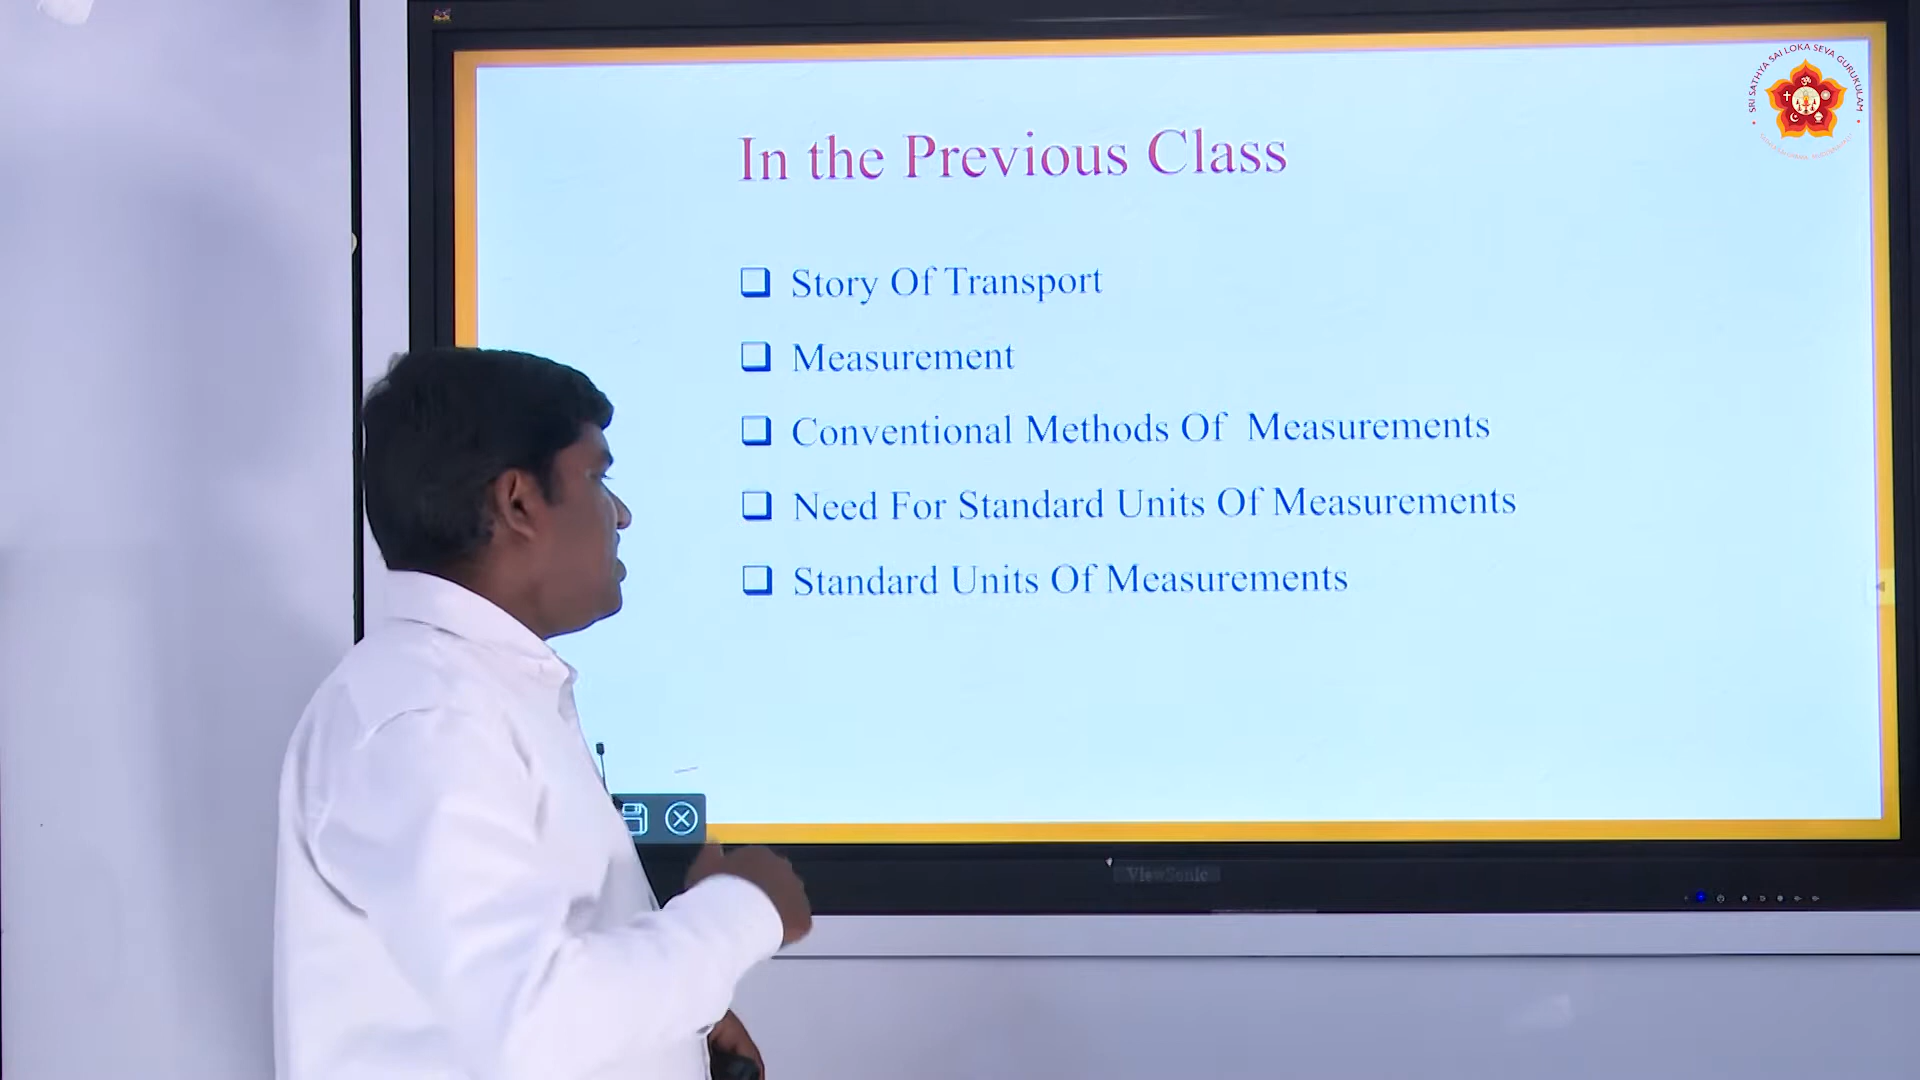 In the Previous Class
Story Of Transport
Measurement
Conventional Methods Of Measurements
Need For Standard Units Of Measurements
Standard Units Of Measurements
SRI SATHYA SAI LOKA SEVA GURUKULAM
ViewSonic